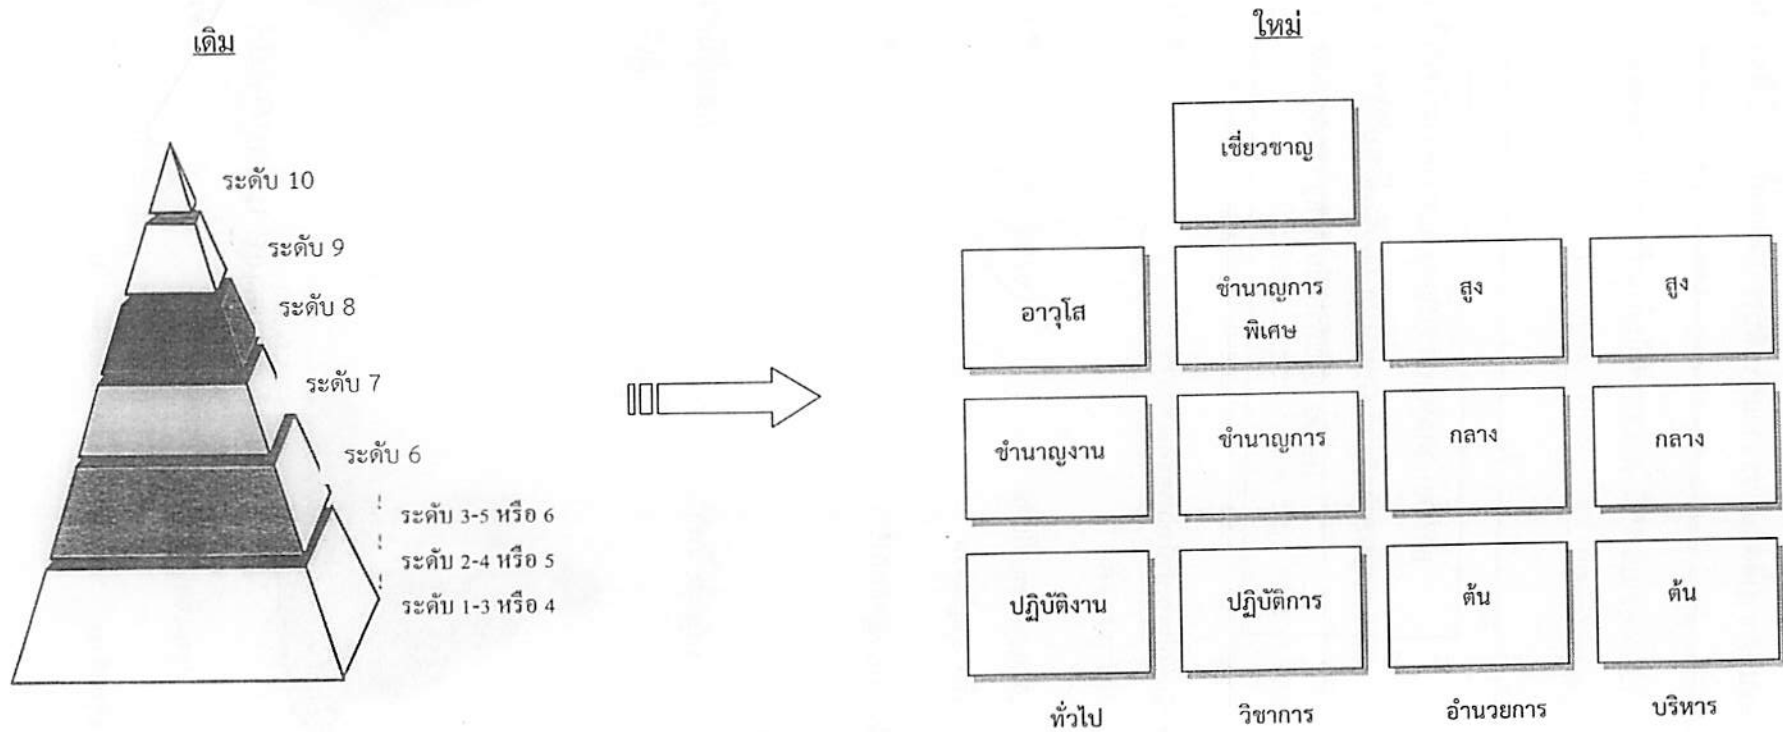 เดิม
ระดับ 10
ระดับ 9
ระดับ 8
ระดับ 7
ระดับ 6
ระดับ 3-5 หรือ 6
ระดับ 2-4 หรือ 5
ระดับ 1-3 หรือ 4
ใหม่
เชี่ยวชาญ
อาวุโส
ชำนาญการ
พิเศษ
สูง
สูง
ชำนาญงาน
ชำนาญการ
กลาง
กลาง
ปฏิบัติงาน
ปฏิบัติการ
ต้น
ต้น
ทั่วไป
วิชาการ
อำนวยการ
บริหาร